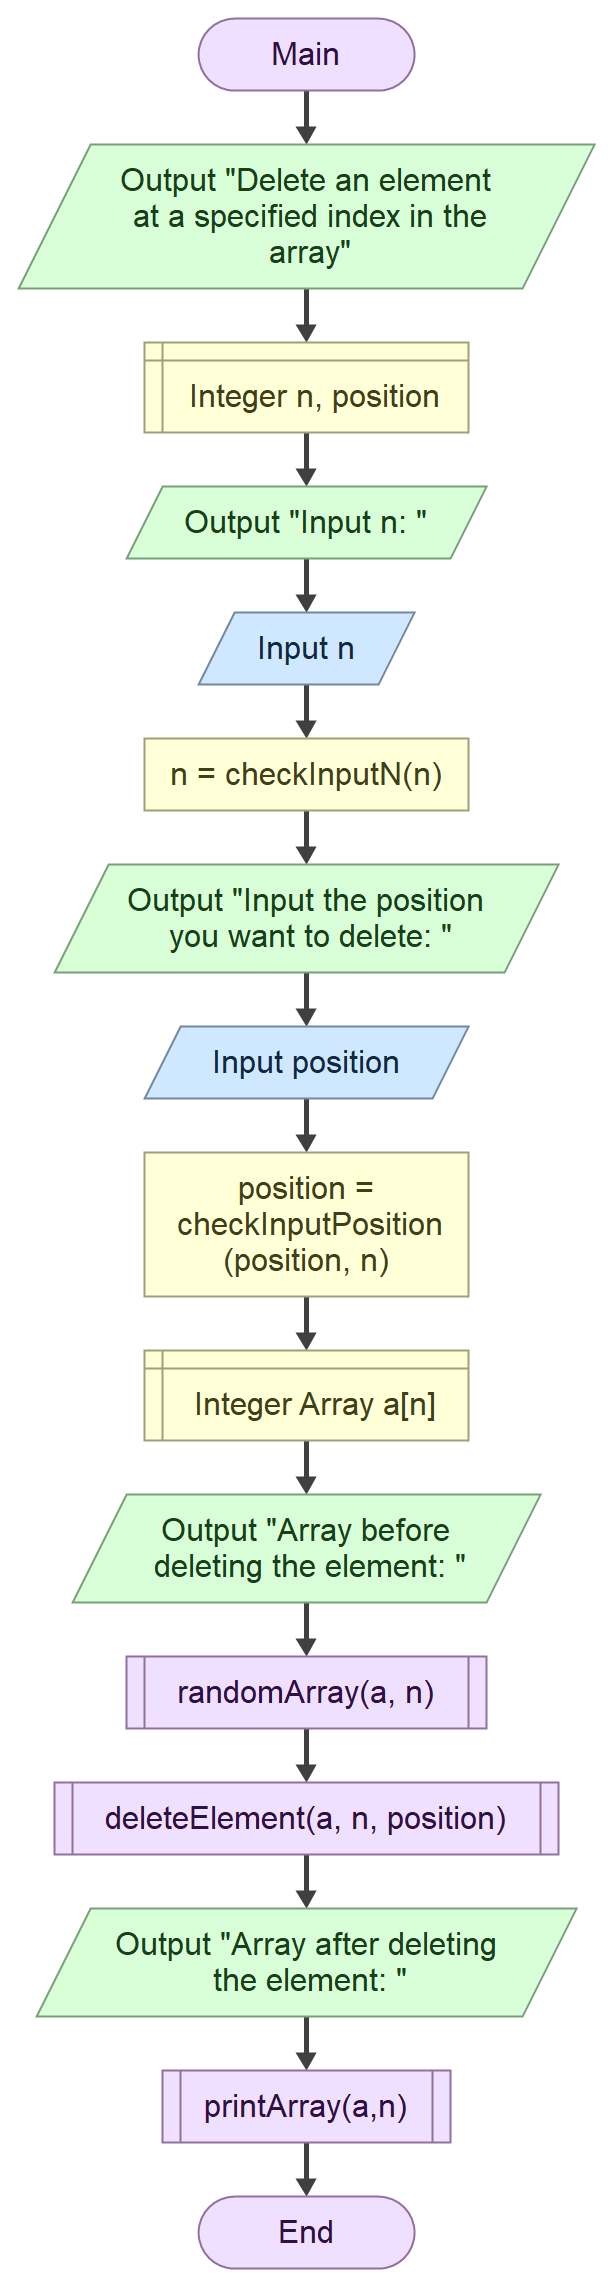 Main
Output "Delete an element
at a specified index in the
array"
Integer n, position
Output "Input n: "
Input n
n = checkInputN(n)
Output "Input the position
you want to delete: "
Input position
position =
checkInputPosition
(position, n)
Integer Array a[n]
Output "Array before
deleting the element: "
randomArray(a, n)
deleteElement(a, n, position)
Output "Array after deleting
the element: "
printArray(a,n)
End